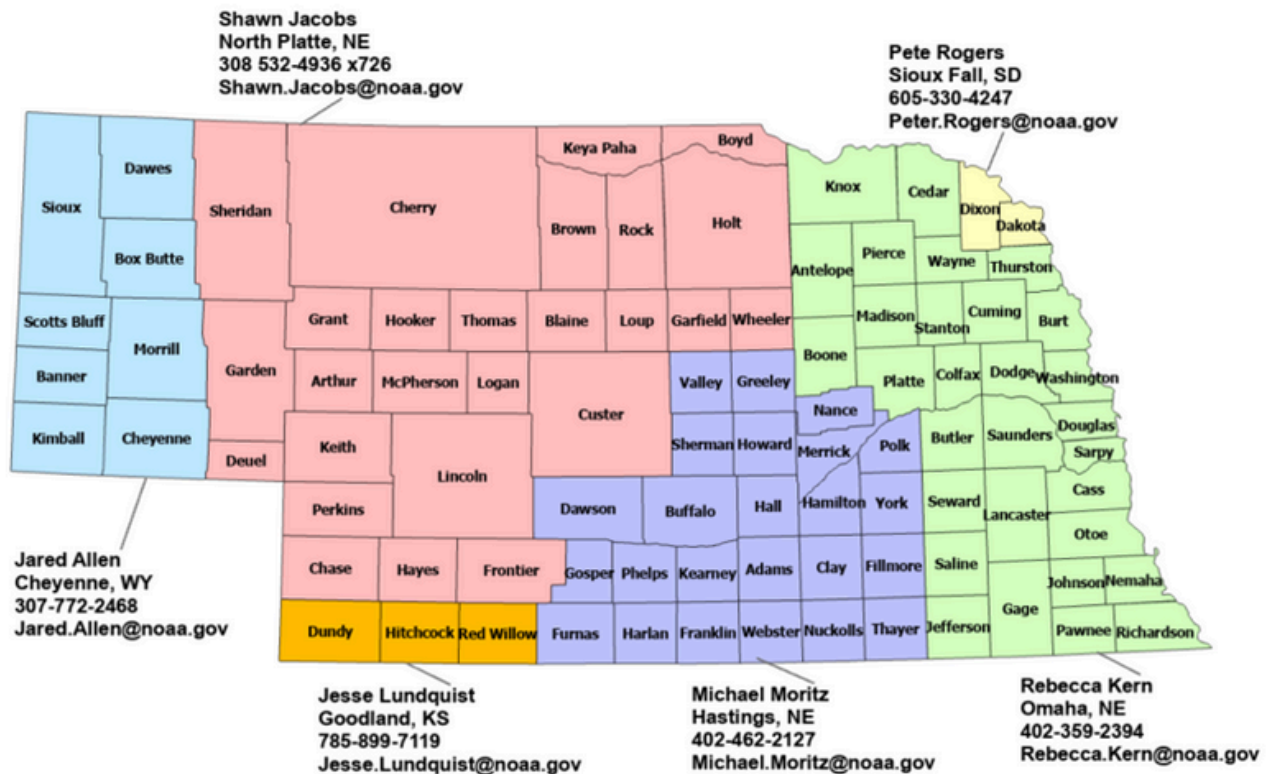 Shawn Jacobs
North Platte, NE
308 532-4936 x726
Shawn.Jacobs@noaa.gov
Pete Rogers
Sioux Fall, SD
605-330-4247
Peter.Rogers@noaa.gov
Sioux
Dawes
Box Butte
Sheridan
Cherry
Keya Paha
Boyd
Brown
Rock
Holt
Knox
Cedar
Dixon
Dakota
Antelope
Pierce
Wayne
Thurston
Scotts Bluff
Morrill
Banner
Kimball
Cheyenne
Garden
Deuel
Grant
Hooker
Thomas
Blaine
Loup
Garfield
Wheeler
Madison
Stanton
Cuming
Burt
Boone
Arthur
McPherson
Logan
Custer
Valley
Greeley
Platte
Colfax
Dodge
Washington
Nance
Keith
Lincoln
Sherman
Howard
Merrick
Polk
Butler
Saunders
Douglas
Sarpy
Perkins
Dawson
Buffalo
Hall
Hamilton
York
Seward
Lancaster
Cass
Otoe
Chase
Hayes
Frontier
Gosper
Phelps
Kearney
Adams
Clay
Fillmore
Saline
Gage
Johnson
Nemaha
Dundy
Hitchcock
Red Willow
Furnas
Harlan
Franklin
Webster
Nuckolls
Thayer
Jefferson
Pawnee
Richardson
Jared Allen
Cheyenne, WY
307-772-2468
Jared.Allen@noaa.gov
Jesse Lundquist
Goodland, KS
785-899-7119
Jesse.Lundquist@noaa.gov
Michael Moritz
Hastings, NE
402-462-2127
Michael.Moritz@noaa.gov
Rebecca Kern
Omaha, NE
402-359-2394
Rebecca.Kern@noaa.gov